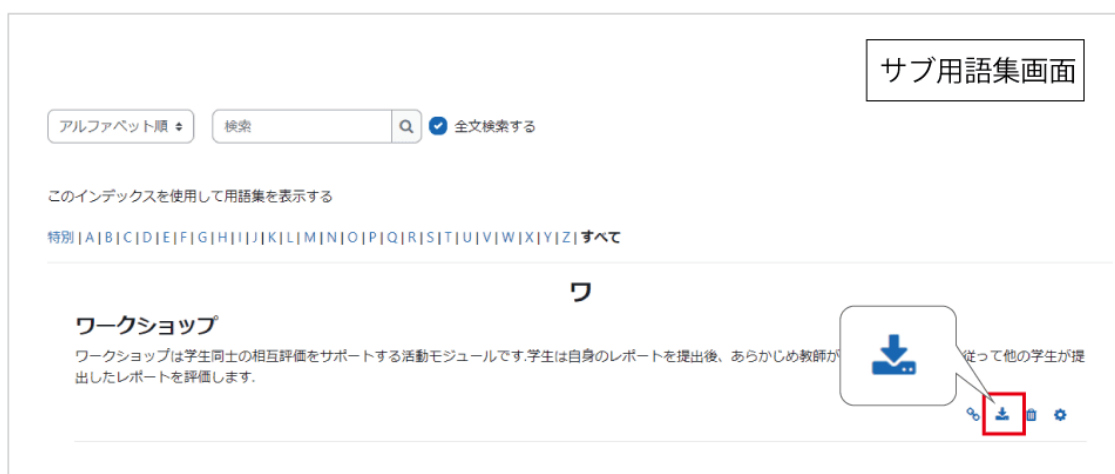 サブ用語集画面
アルファベット順
検索
全文検索する
このインデックスを使用して用語集を表示する
特別 | A | B | C | D | E | F | G | H | I | J | K | L | M | N | O | P | Q | R | S | T | U | V | W | X | Y | Z | すべて
ワ
ワークショップ
ワークショップは学生同士の相互評価をサポートする活動モジュールです.学生は自身のレポートを提出後、あらかじめ教師が 従って他の学生が提
出したレポートを評価します.